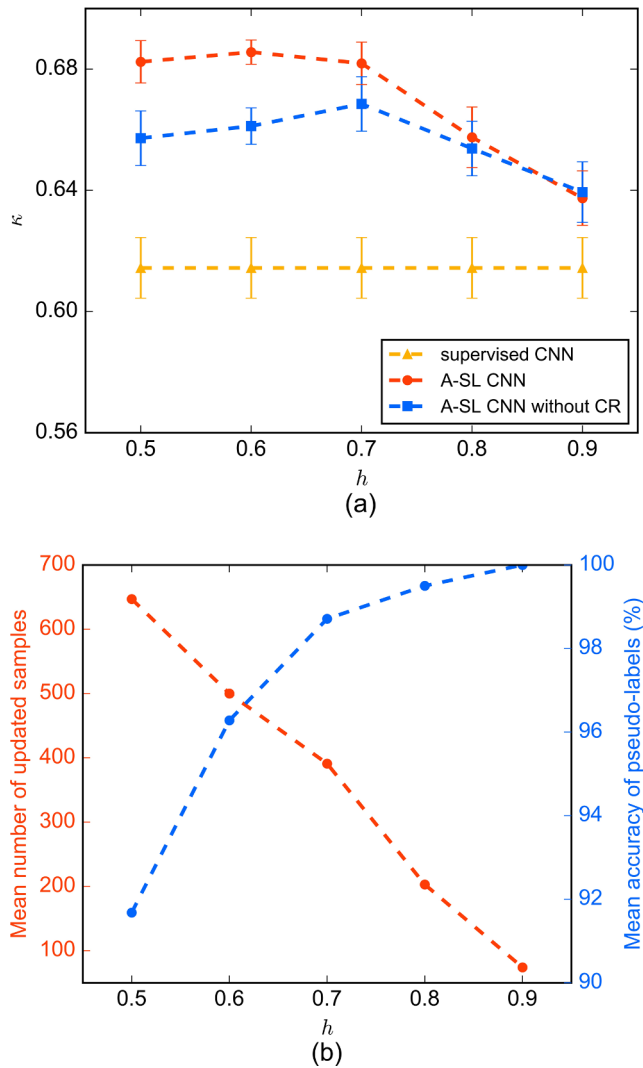 0.68
0.64
0.60
0.56
κ
0.5 0.6 0.7 0.8 0.9
h
supervised CNN
A-SL CNN
A-SL CNN without CR
(a)
700
600
500
400
300
200
100
Mean number of updated samples
100
98
96
94
92
90
Mean accuracy of pseudo-labels (%)
0.5 0.6 0.7 0.8 0.9
h
(b)